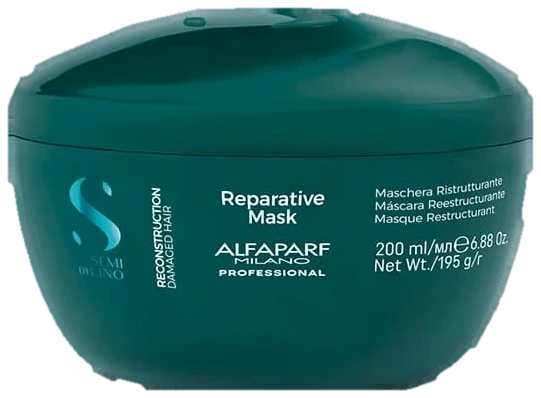 SEMI
DI LINO
RECONSTRUCTION
DAMAGED HAIR
Reparative
Mask
ALFAPARF
MILANO
PROFESSIONAL
Maschera Ristrutturante
Máscara Reestructurante
Masque Restructurant
200 ml/мл ℮ 6.88 Oz.
Net Wt./195 g/г